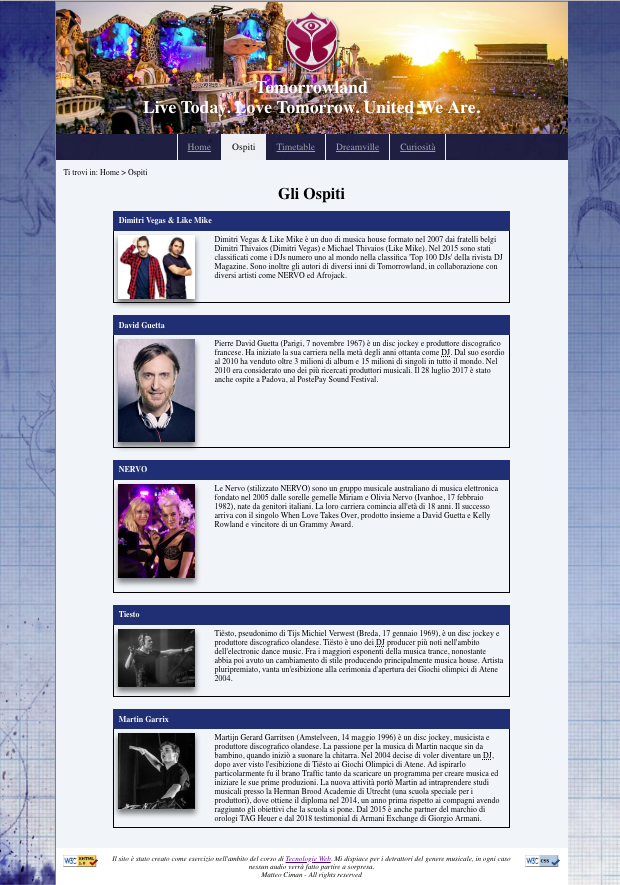 Tomorrowland
Live Today. Love Tomorrow. United We Are.
Home
Ospiti
Timetable
Dreamville
Curiosità
Ti trovi in: Home > Ospiti
Gli Ospiti
Dimitri Vegas & Like Mike
Dimitri Vegas & Like Mike è un duo di musica house formato nel 2007 dai fratelli belgi
Dimitri Thivaios (Dimitri Vegas) e Michael Thivaios (Like Mike). Nel 2015 sono stati
classificati come i DJs numero uno al mondo nella classifica 'Top 100 DJs' della rivista DJ
Magazine. Sono inoltre gli autori di diversi inni di Tomorrowland, in collaborazione con
diversi artisti come NERVO ed Afrojack.
David Guetta
Pierre David Guetta (Parigi, 7 novembre 1967) è un disc jockey e produttore discografico
francese. Ha iniziato la sua carriera nella metà degli anni ottanta come DJ. Dal suo esordio
al 2010 ha venduto oltre 3 milioni di album e 15 milioni di singoli in tutto il mondo. Nel
2010 era considerato uno dei più ricercati produttori musicali. Il 28 luglio 2017 è stato
anche ospite a Padova, al PostePay Sound Festival.
NERVO
Le Nervo (stilizzato NERVO) sono un gruppo musicale australiano di musica elettronica
fondato nel 2005 dalle sorelle gemelle Miriam e Olivia Nervo (Ivanhoe, 17 febbraio
1982), nate da genitori italiani. La loro carriera comincia all'età di 18 anni. Il successo
arriva con il singolo When Love Takes Over, prodotto insieme a David Guetta e Kelly
Rowland e vincitore di un Grammy Award.
Tiesto
Tiësto, pseudonimo di Tijs Michiel Verwest (Breda, 17 gennaio 1969), è un disc jockey e
produttore discografico olandese. Tiësto è uno dei DJ producer più noti nell'ambito
dell'electronic dance music. Fra i maggiori esponenti della musica trance, nonostante
abbia poi avuto un cambiamento di stile producendo principalmente musica house. Artista
pluripremiato, vanta un'esibizione alla cerimonia d'apertura dei Giochi olimpici di Atene
2004.
Martin Garrix
Martijn Gerard Garritsen (Amstelveen, 14 maggio 1996) è un disc jockey, musicista e
produttore discografico olandese. La passione per la musica di Martin nacque sin da
bambino, quando iniziò a suonare la chitarra. Nel 2004 decise di voler diventare un DJ,
dopo aver visto l'esibizione di Tiësto ai Giochi Olimpici di Atene. Ad ispirarlo
particolarmente fu il brano Traffic tanto da scaricare un programma per creare musica ed
iniziare le sue prime produzioni. La nuova attività portò Martin ad intraprendere studi
musicali presso la Herman Brood Academie di Utrecht (una scuola speciale per i
produttori), dove ottiene il diploma nel 2014, un anno prima rispetto ai compagni avendo
raggiunto gli obiettivi che la scuola si pone. Dal 2015 è anche partner del marchio di
orologi TAG Heuer e dal 2018 testimonial di Armani Exchange di Giorgio Armani.
W3C XHTML 1.0
Il sito è stato creato come esercizio nell'ambito del corso di Tecnologie Web. Mi dispiace per i detrattori del genere musicale, in ogni caso
nessun audio verrà fatto partire a sorpresa.
Matteo Ciman - All rights reserved
W3C CSS